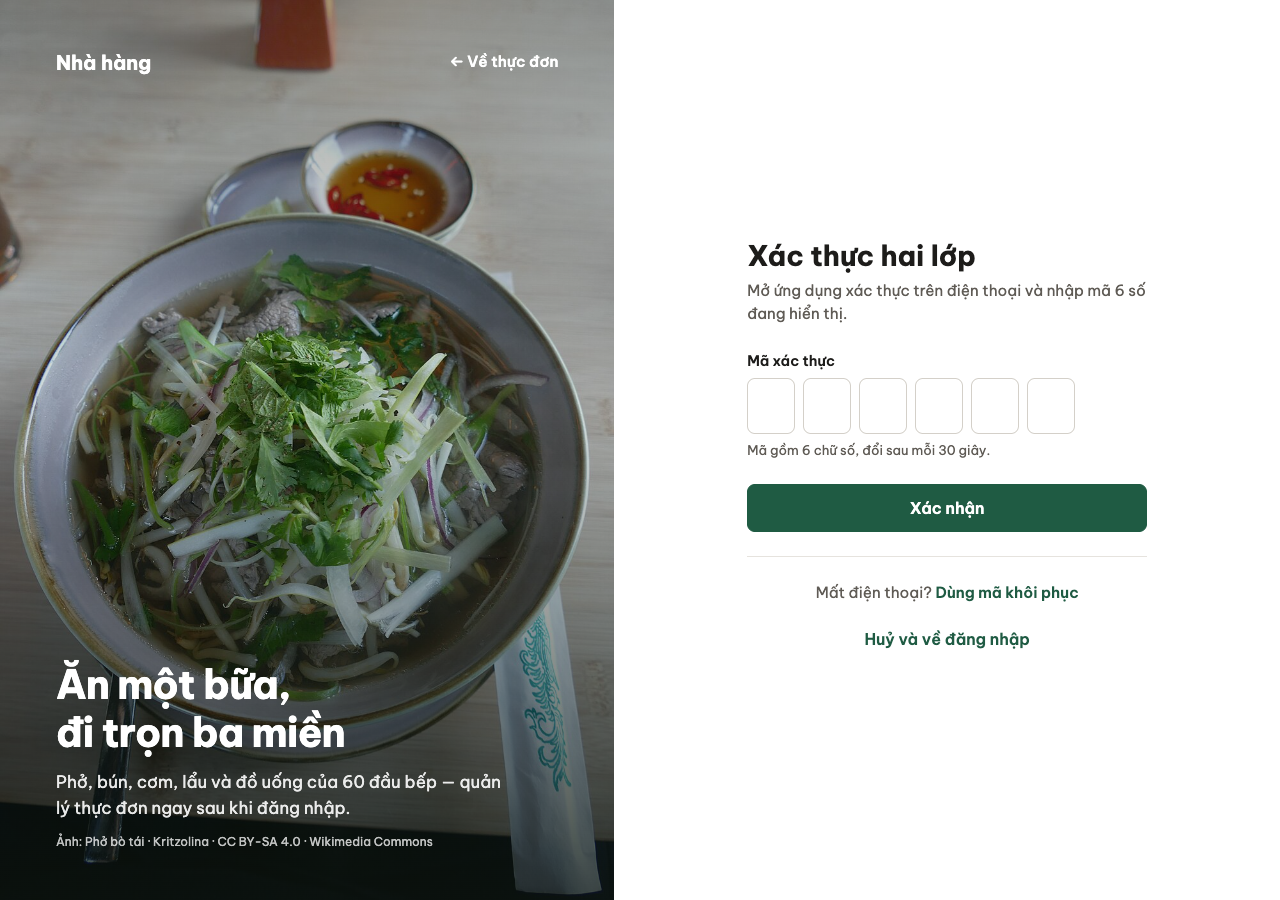 Nhà hàng
← Về thực đơn
Ăn một bữa,
đi trọn ba miền
Phở, bún, cơm, lẩu và đồ uống của 60 đầu bếp — quản
lý thực đơn ngay sau khi đăng nhập.
Ảnh: Phở bò tái · Kritzolina · CC BY-SA 4.0 · Wikimedia Commons
Xác thực hai lớp
Mở ứng dụng xác thực trên điện thoại và nhập mã 6 số
đang hiển thị.
Mã xác thực
Mã gồm 6 chữ số, đổi sau mỗi 30 giây.
Xác nhận
Mất điện thoại? Dùng mã khôi phục
Huỷ và về đăng nhập